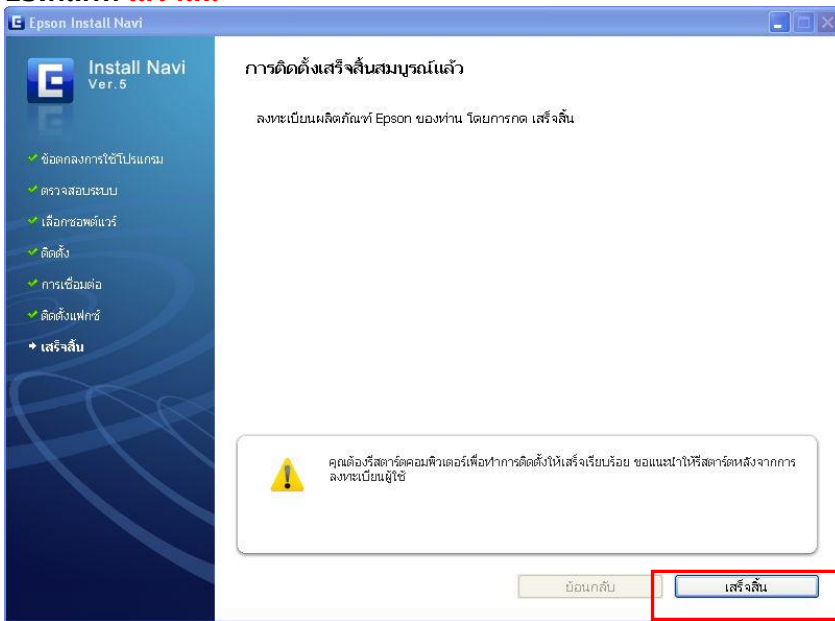 Epson Install Navi
Install Navi
Ver.5
การติดตั้งเสร็จสิ้นสมบูรณ์แล้ว
ลงทะเบียนผลิตภัณฑ์ Epson ของท่าน โดยการกด เสร็จสิ้น
ข้อตกลงการใช้โปรแกรม
ตรวจสอบระบบ
เลือกซอฟต์แวร์
ติดตั้ง
การเชื่อมต่อ
ติดตั้งแฟกซ์
เสร็จสิ้น
คุณต้องรีสตาร์ตคอมพิวเตอร์เพื่อทำการติดตั้งให้เสร็จเรียบร้อย ขอแนะนำให้รีสตาร์ตหลังจากการ
ลงทะเบียนผู้ใช้
ย้อนกลับ
เสร็จสิ้น